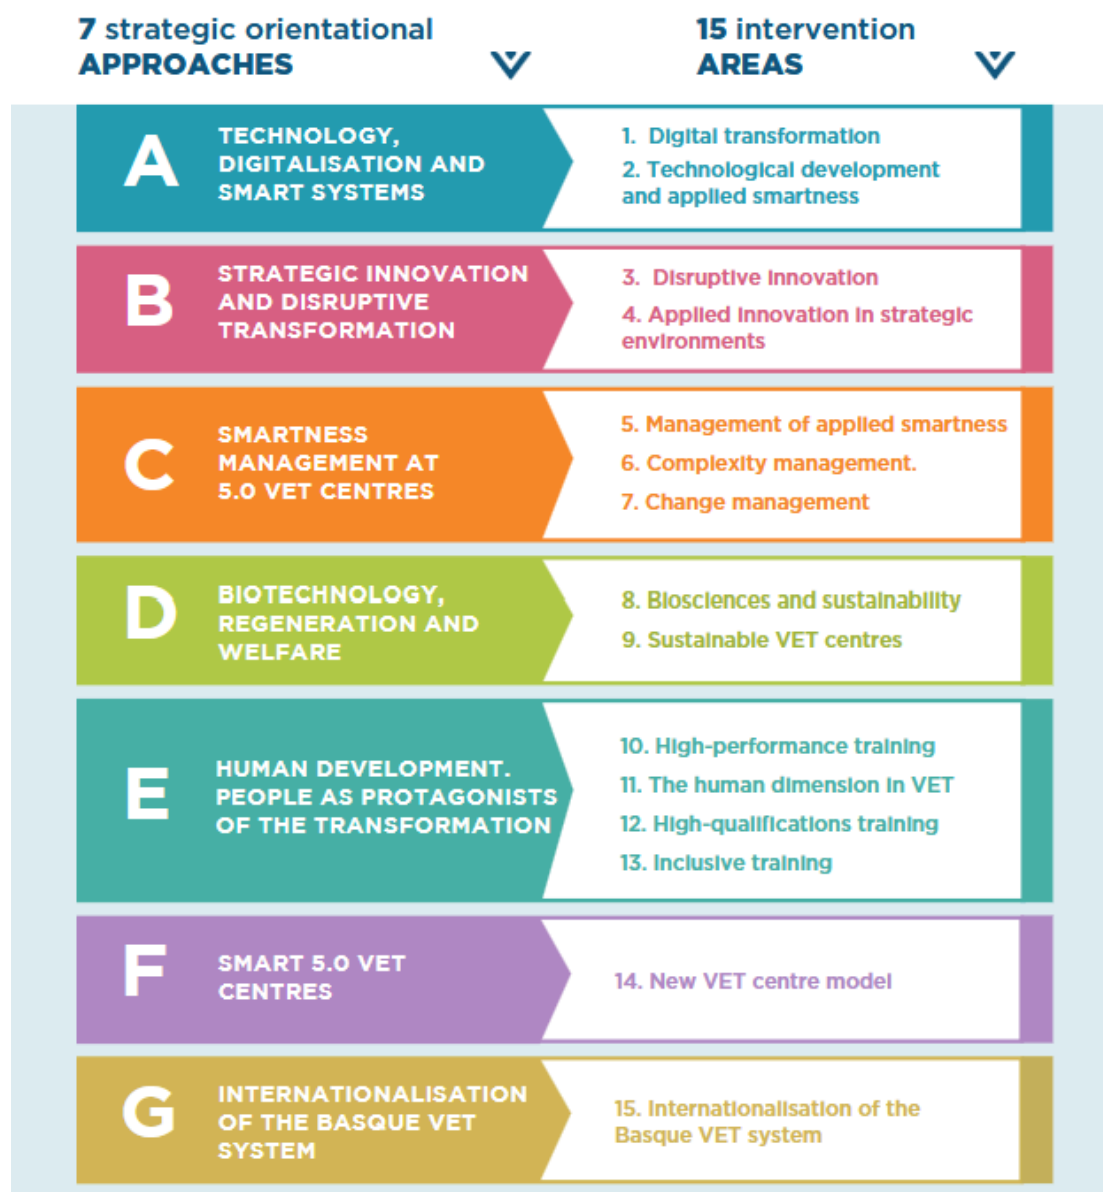 7 strategic orientational
APPROACHES
15 intervention
AREAS
A
TECHNOLOGY,
DIGITALISATION AND
SMART SYSTEMS
1. Digital transformation
2. Technological development
and applied smartness
B
STRATEGIC INNOVATION
AND DISRUPTIVE
TRANSFORMATION
3. Disruptive innovation
4. Applied innovation in strategic
environments
C
SMARTNESS
MANAGEMENT AT
5.0 VET CENTRES
5. Management of applied smartness
6. Complexity management.
7. Change management
D
BIOTECHNOLOGY,
REGENERATION AND
WELFARE
8. Biosciences and sustainability
9. Sustainable VET centres
E
HUMAN DEVELOPMENT.
PEOPLE AS PROTAGONISTS
OF THE TRANSFORMATION
10. High-performance training
11. The human dimension in VET
12. High-qualifications training
13. Inclusive training
F
SMART 5.0 VET
CENTRES
14. New VET centre model
G
INTERNATIONALISATION
OF THE BASQUE VET
SYSTEM
15. Internationalisation of the
Basque VET system